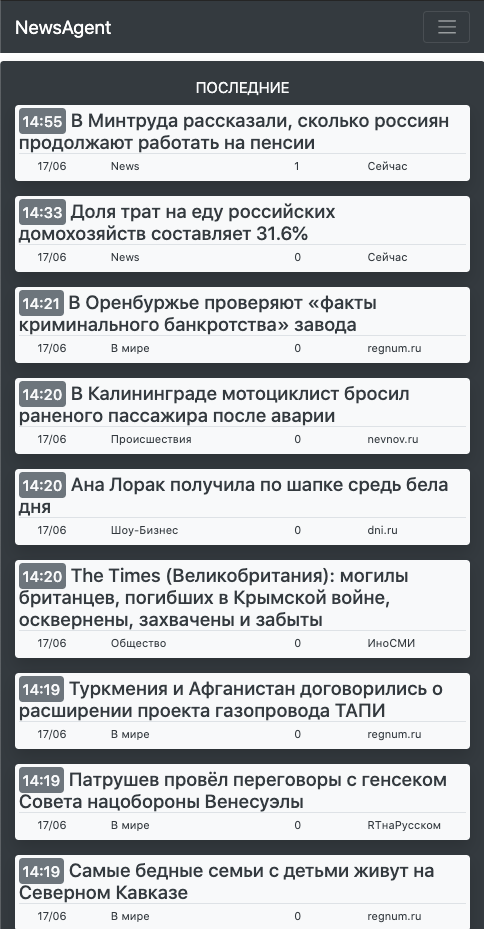 NewsAgent
ПОСЛЕДНИЕ
14:55 В Минтруда рассказали, сколько россиян
продолжают работать на пенсии
17/06 News 1 Сейчас
14:33 Доля трат на еду российских
домохозяйств составляет 31.6%
17/06 News 0 Сейчас
14:21 В Оренбуржье проверяют «факты
криминального банкротства» завода
17/06 В мире 0 regnum.ru
14:20 В Калининграде мотоциклист бросил
раненого пассажира после аварии
17/06 Происшествия 0 nevnov.ru
14:20 Ана Лорак получила по шапке средь бела
дня
17/06 Шоу-Бизнес 0 dni.ru
14:20 The Times (Великобритания): могилы
британцев, погибших в Крымской войне,
осквернены, захвачены и забыты
17/06 Общество 0 ИноСМИ
14:19 Туркмения и Афганистан договорились о
расширении проекта газопровода ТАПИ
17/06 В мире 0 regnum.ru
14:19 Патрушев провёл переговоры с генсеком
Совета нацобороны Венесуэлы
17/06 В мире 0 RTнаРусском
14:19 Самые бедные семьи с детьми живут на
Северном Кавказе
17/06 В мире 0 regnum.ru